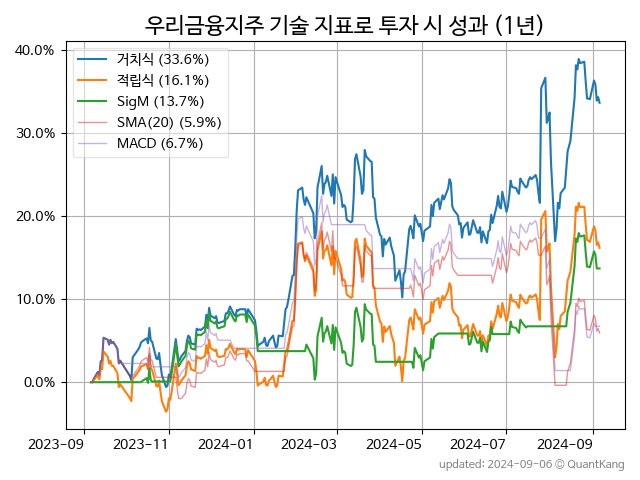 우리금융지주 기술 지표로 투자 시 성과 (1년)
40.0%
30.0%
20.0%
10.0%
0.0%
거치식 (33.6%)
적립식 (16.1%)
SigM (13.7%)
SMA(20) (5.9%)
MACD (6.7%)
2023-09 2023-11 2024-01 2024-03 2024-05 2024-07 2024-09
updated: 2024-09-06 © QuantKang